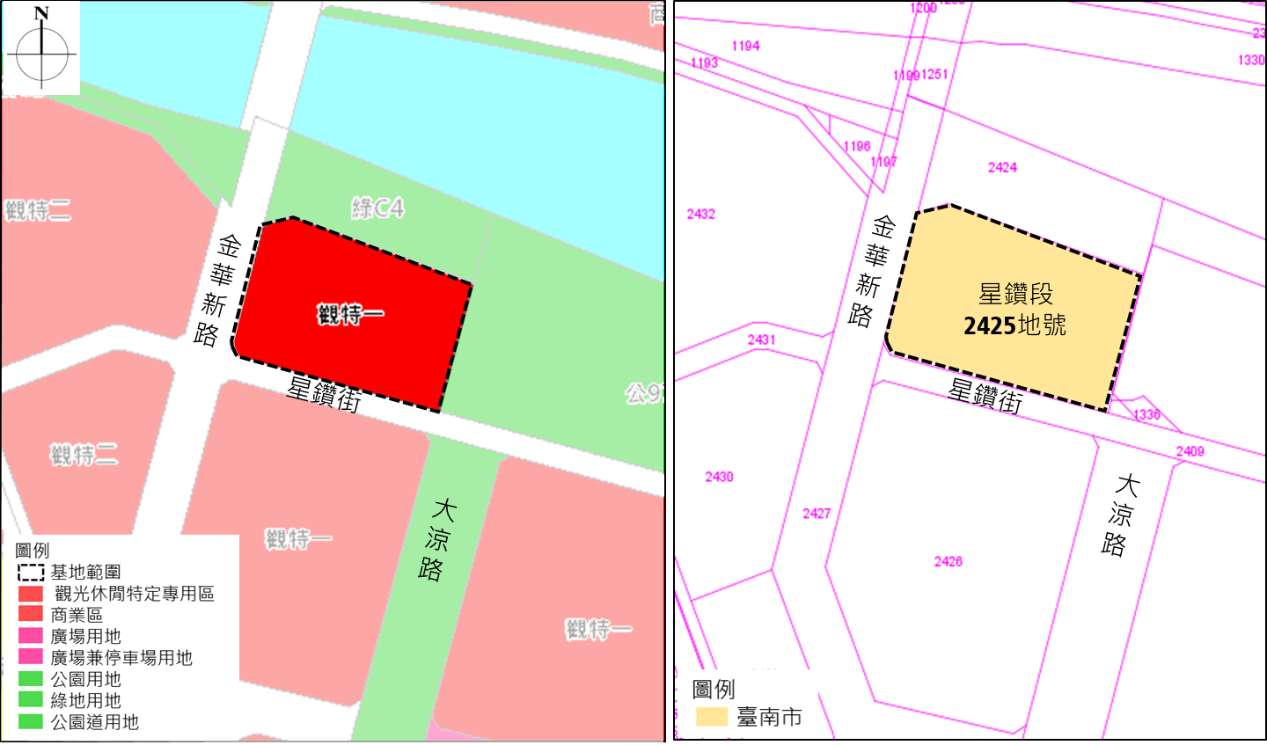 N
觀特二
綠C4
金華新路
觀特一
公9
星鑽街
觀特二
觀特一
大涼路
觀特一
圖例
基地範圍
觀光休閒特定專用區
商業區
廣場用地
廣場兼停車場用地
公園用地
綠地用地
公園道用地
1200
1194
1193
1199
1251
1330
1196
1197
2424
2432
金華新路
星鑽段
2425地號
2431
星鑽街
1336
2409
2430
2427
大涼路
2426
圖例
臺南市